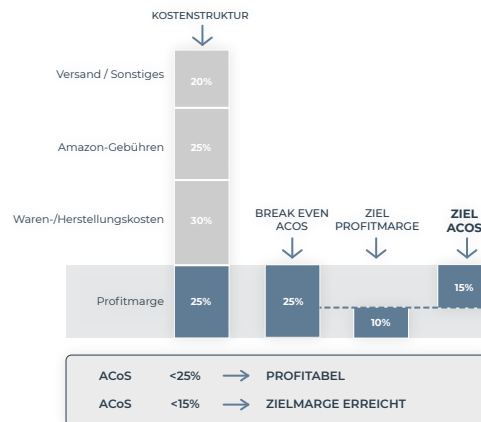 KOSTENSTRUKTUR
Versand / Sonstiges
20%
Amazon-Gebühren
25%
Waren-/Herstellungskosten
30%
BREAK EVEN
ACOS
ZIEL
PROFITMARGE
ZIEL
ACOS
Profitmarge
25%
25%
10%
15%
ACoS <25% PROFITABEL
ACoS <15% ZIELMARGE ERREICHT